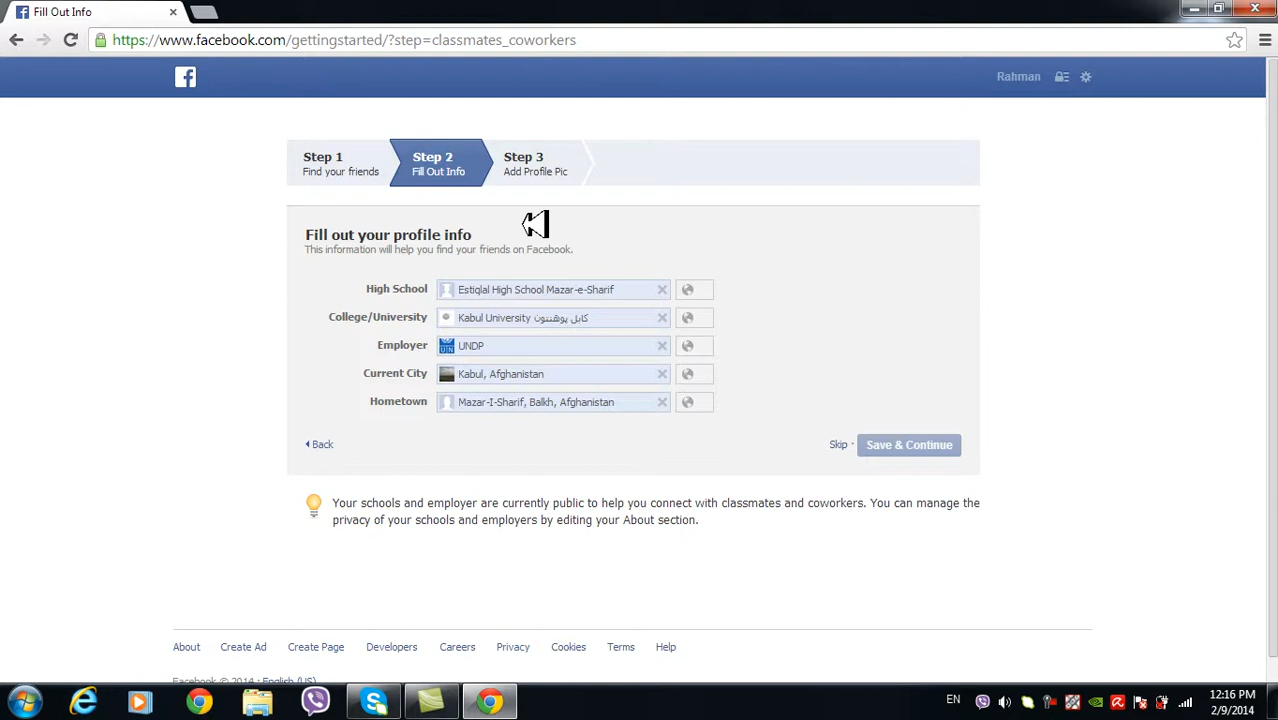 Fill Out Info
https://www.facebook.com/gettingstarted/?step=classmates_coworkers
Rahman
Step 1
Find your friends
Step 2
Fill Out Info
Step 3
Add Profile Pic
Fill out your profile info
This information will help you find your friends on Facebook.
High School Estiqlal High School Mazar-e-Sharif
College/University Kabul University کابل پوهنتون
Employer UNDP
Current City Kabul, Afghanistan
Hometown Mazar-I-Sharif, Balkh, Afghanistan
Back Skip · Save & Continue
Your schools and employer are currently public to help you connect with classmates and coworkers. You can manage the
privacy of your schools and employers by editing your About section.
About Create Ad Create Page Developers Careers Privacy Cookies Terms Help
Facebook © 2014 · English (US)
EN 12:16 PM
2/9/2014